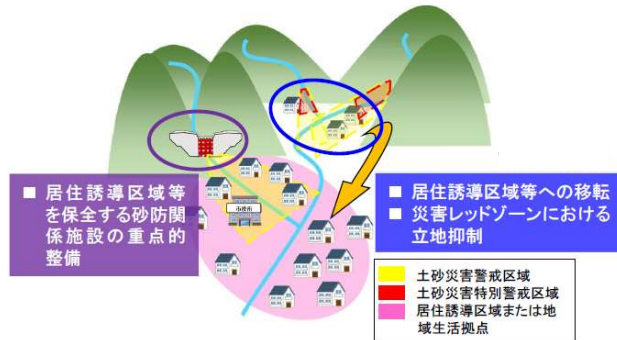 ■ 居住誘導区域等
を保全する砂防関
係施設の重点的
整備
市役所
■ 居住誘導区域等への移転
■ 災害レッドゾーンにおける
立地抑制
土砂災害警戒区域
土砂災害特別警戒区域
居住誘導区域または地
域生活拠点